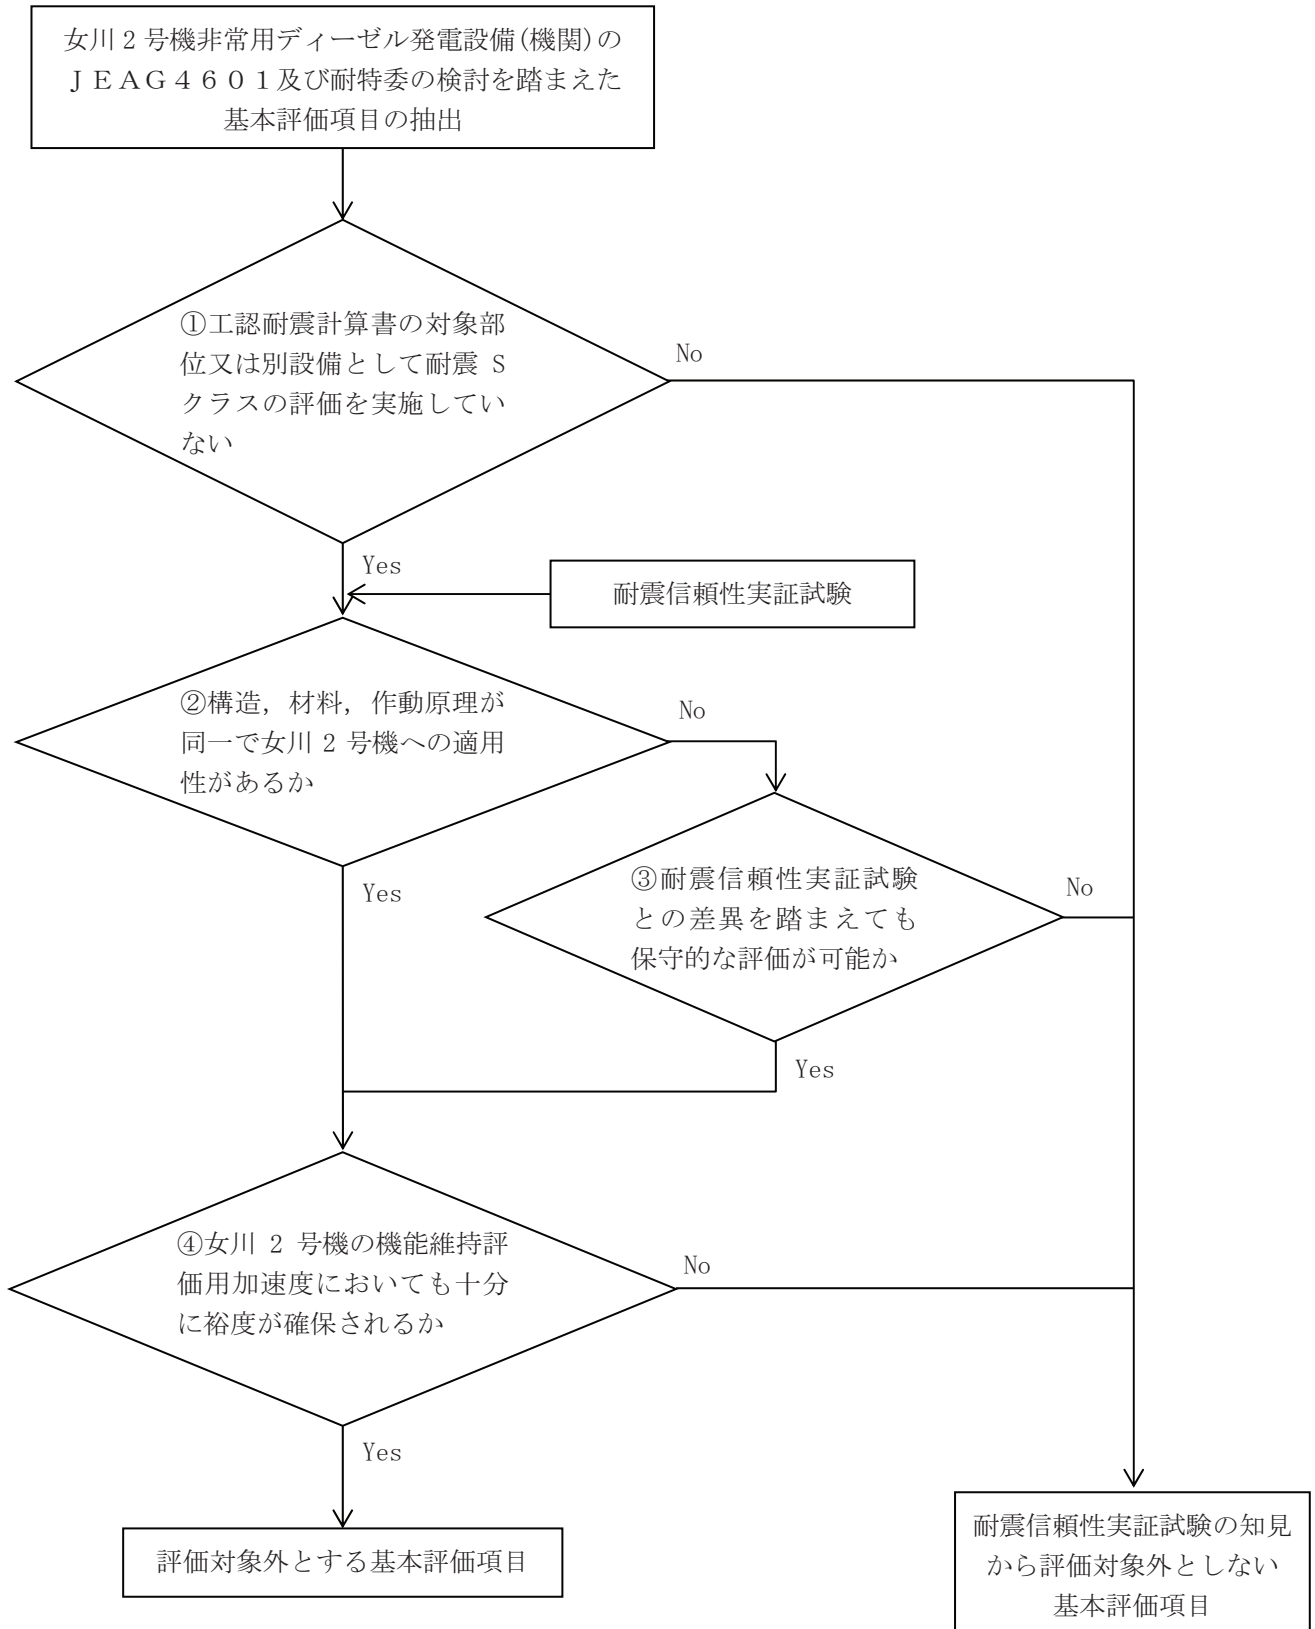 女川２号機非常用ディーゼル発電設備(機関)の
ＪＥＡＧ４６０１及び耐特委の検討を踏まえた
基本評価項目の抽出
①工認耐震計算書の対象部
位又は別設備として耐震 S
クラスの評価を実施してい
ない
No
Yes
耐震信頼性実証試験
②構造，材料，作動原理が
同一で女川 2 号機への適用
性があるか
No
Yes
③耐震信頼性実証試験
との差異を踏まえても
保守的な評価が可能か
No
Yes
④女川 2 号機の機能維持評
価用加速度においても十分
に裕度が確保されるか
No
Yes
評価対象外とする基本評価項目
耐震信頼性実証試験の知見
から評価対象外としない
基本評価項目